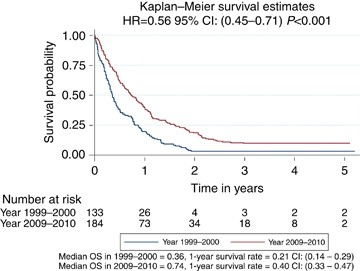 Kaplan–Meier survival estimates
HR=0.56 95% CI: (0.45–0.71) P<0.001
Survival probability
1.00
0.75
0.50
0.25
0.00
0 1 2 3 4 5
Time in years
Number at risk
Year 1999–2000 133 26 4 3 2 2
Year 2009–2010 184 73 34 18 8 2
Year 1999–2000 Year 2009–2010
Median OS in 1999–2000 = 0.36, 1-year survival rate = 0.21 CI: (0.14 – 0.29)
Median OS in 2009–2010 = 0.74, 1-year survival rate = 0.40 CI: (0.33 – 0.47)